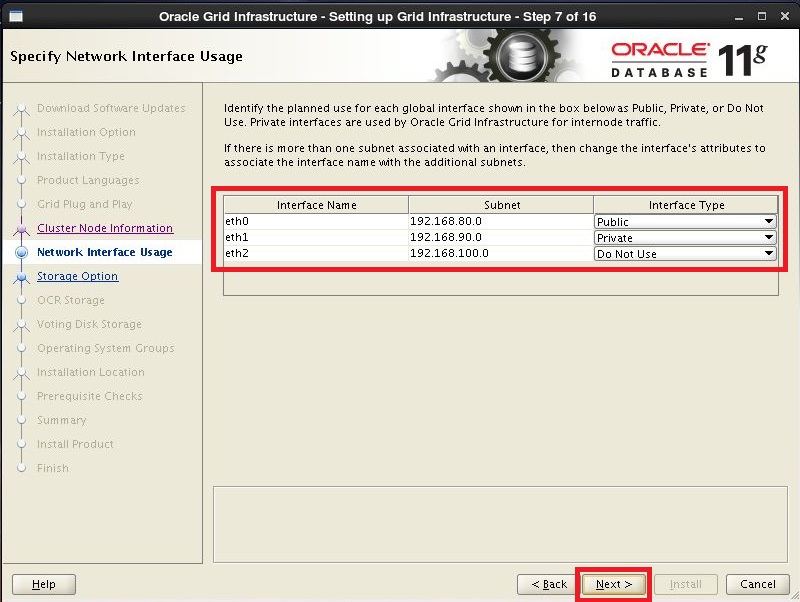 Oracle Grid Infrastructure - Setting up Grid Infrastructure - Step 7 of 16
Specify Network Interface Usage
ORACLE
DATABASE 11g
Download Software Updates
Installation Option
Installation Type
Product Languages
Grid Plug and Play
Cluster Node Information
Network Interface Usage
Storage Option
OCR Storage
Voting Disk Storage
Operating System Groups
Installation Location
Prerequisite Checks
Summary
Install Product
Finish
Identify the planned use for each global interface shown in the box below as Public, Private, or Do Not
Use. Private interfaces are used by Oracle Grid Infrastructure for internode traffic.
If there is more than one subnet associated with an interface, then change the interface's attributes to
associate the interface name with the additional subnets.
Interface Name Subnet Interface Type
eth0 192.168.80.0 Public
eth1 192.168.90.0 Private
eth2 192.168.100.0 Do Not Use
Help < Back Next > Install Cancel